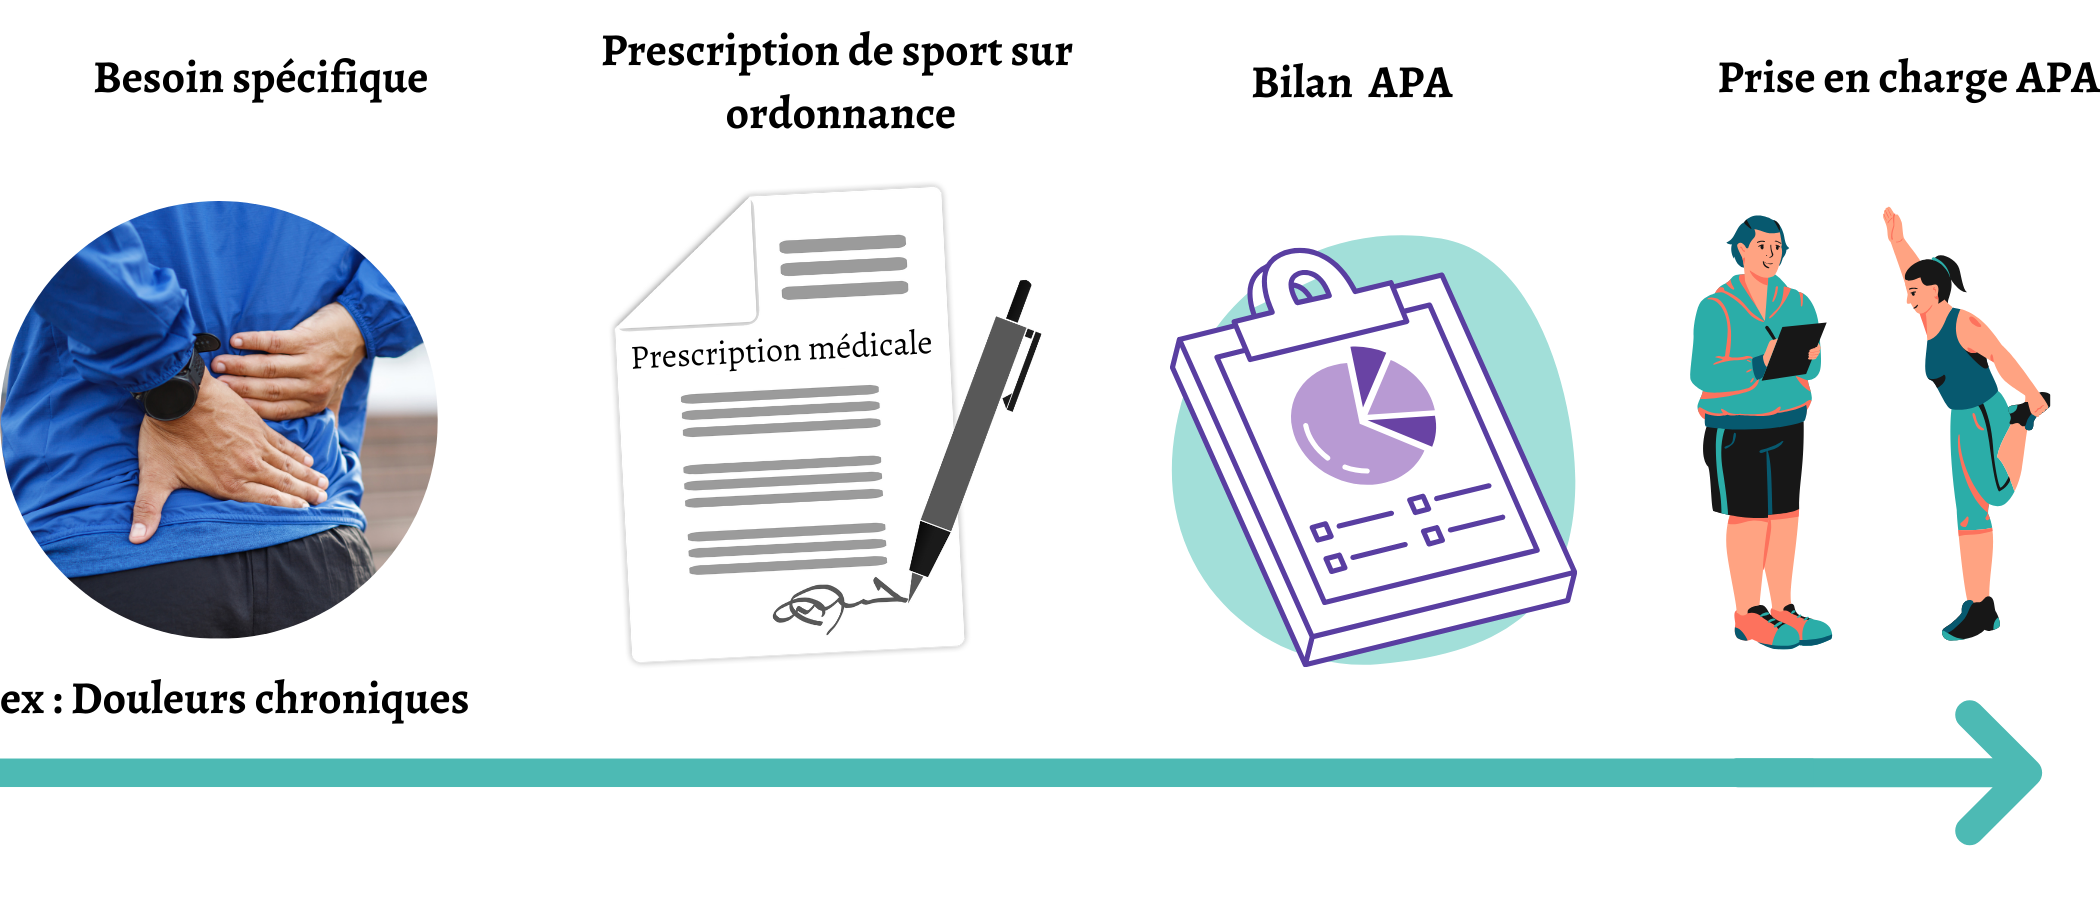 Besoin spécifique
Prescription de sport sur
ordonnance
Bilan APA
Prise en charge APA
Prescription médicale
ex : Douleurs chroniques